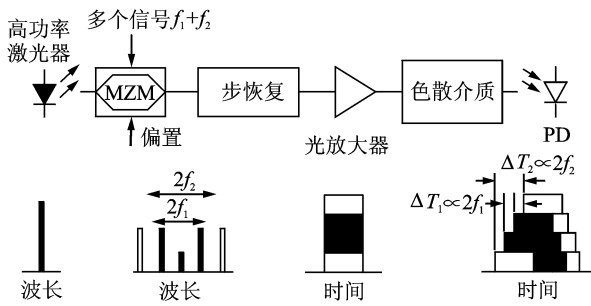 高功率
激光器
多个信号f₁+f₂
MZM
偏置
步恢复
光放大器
色散介质
PD
2f₂
2f₁
波长
波长
时间
ΔT₂∝2f₂
ΔT₁∝2f₁
时间